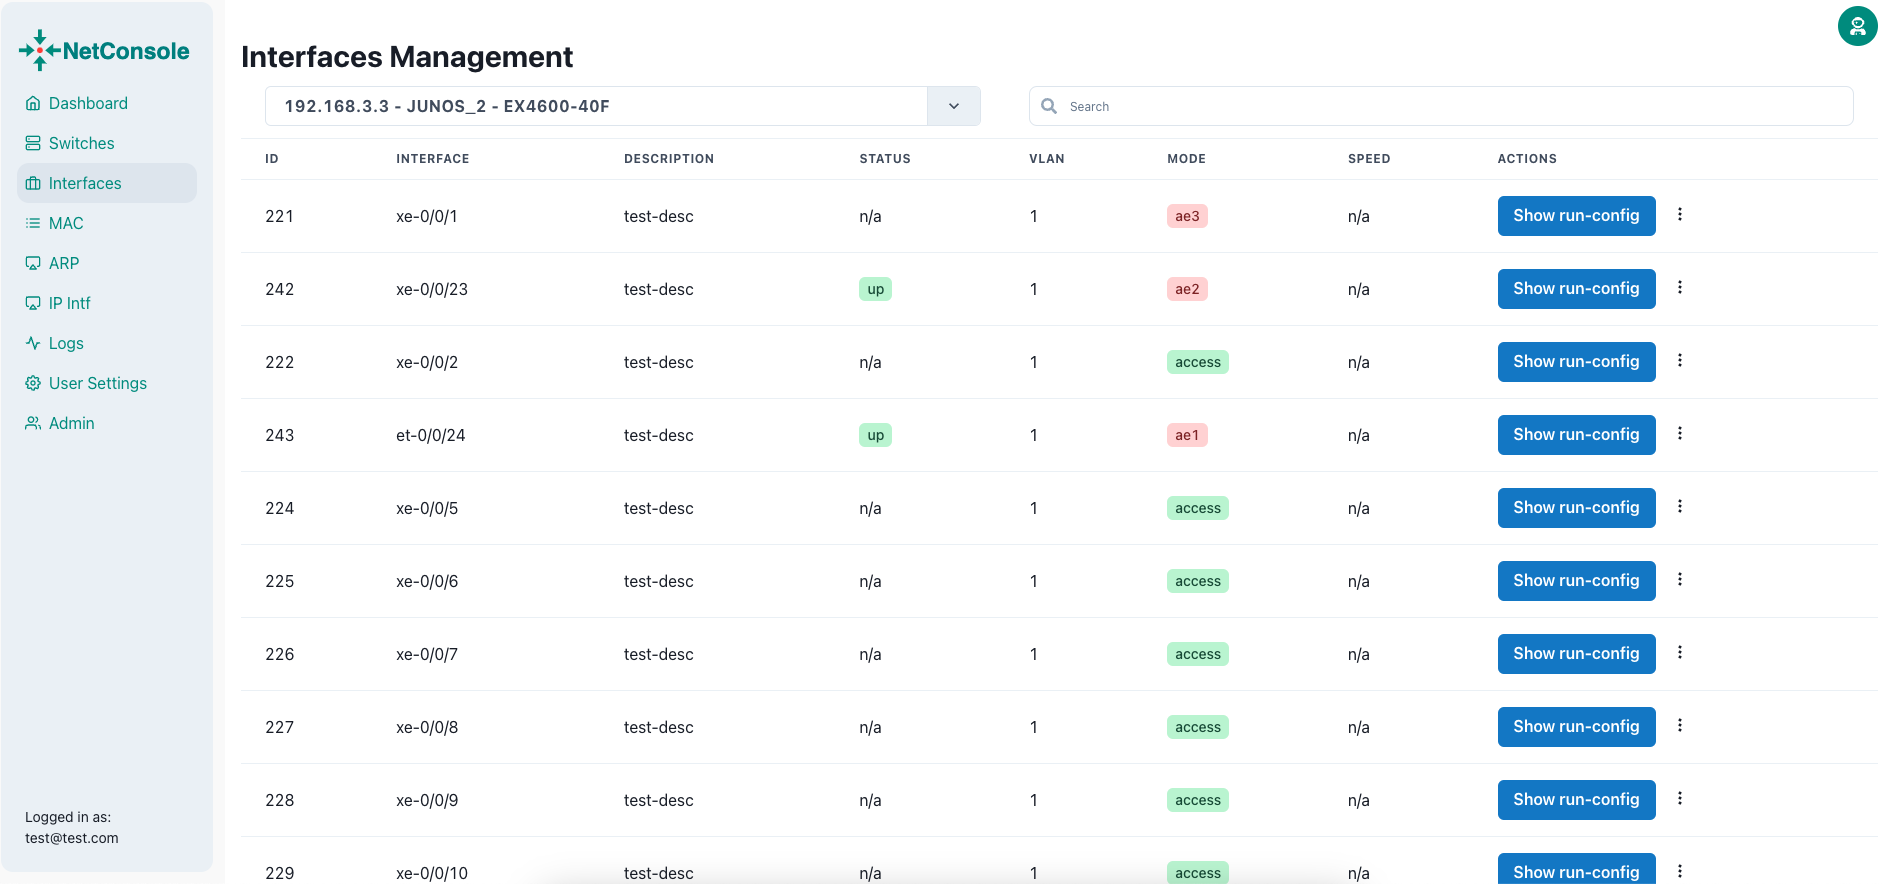 NetConsole
Dashboard
Switches
Interfaces
MAC
ARP
IP Intf
Logs
User Settings
Admin
Logged in as:
test@test.com
Interfaces Management
192.168.3.3 - JUNOS_2 - EX4600-40F
Search
ID INTERFACE DESCRIPTION STATUS VLAN MODE SPEED ACTIONS
221 xe-0/0/1 test-desc n/a 1 ae3 n/a Show run-config
242 xe-0/0/23 test-desc up 1 ae2 n/a Show run-config
222 xe-0/0/2 test-desc n/a 1 access n/a Show run-config
243 et-0/0/24 test-desc up 1 ae1 n/a Show run-config
224 xe-0/0/5 test-desc n/a 1 access n/a Show run-config
225 xe-0/0/6 test-desc n/a 1 access n/a Show run-config
226 xe-0/0/7 test-desc n/a 1 access n/a Show run-config
227 xe-0/0/8 test-desc n/a 1 access n/a Show run-config
228 xe-0/0/9 test-desc n/a 1 access n/a Show run-config
229 xe-0/0/10 test-desc n/a 1 access n/a Show run-config